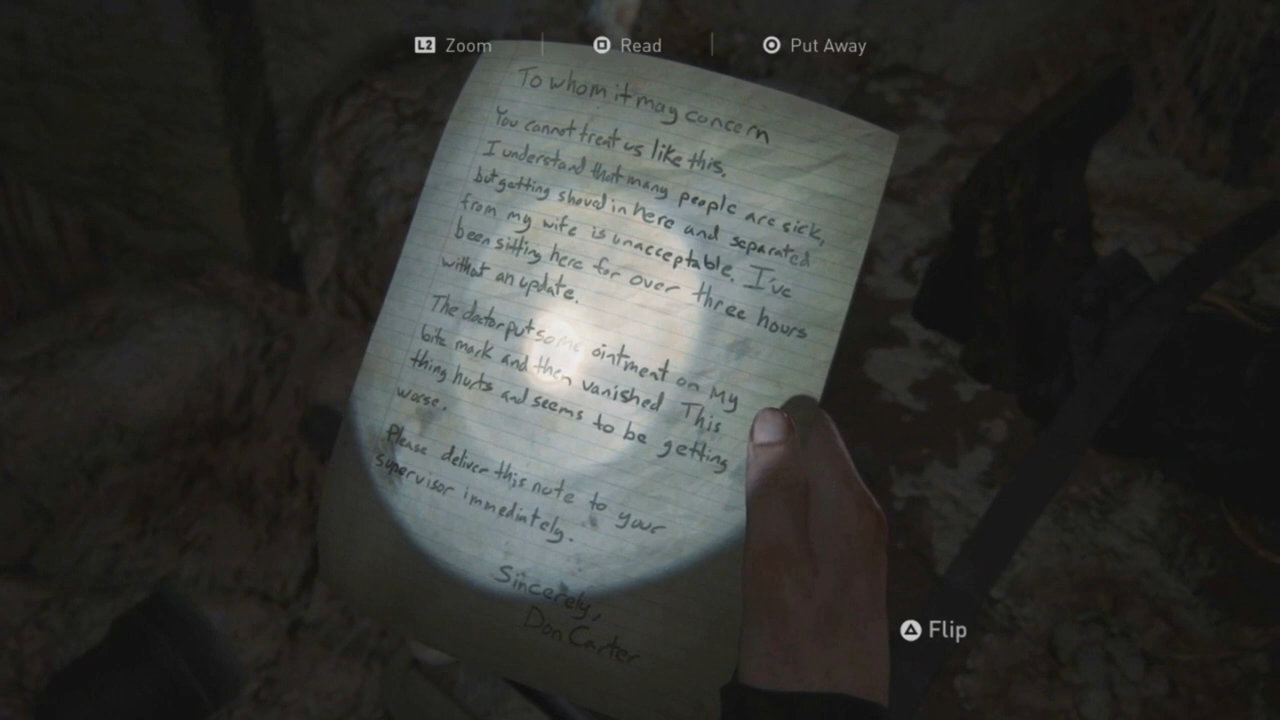 L2 Zoom | Read | Put Away
To whom it may concern
You cannot treat us like this.
I understand that many people are sick,
but getting shoved in here and separated
from my wife is unacceptable. I've
been sitting here for over three hours
without an update.
The doctor put some ointment on my
bite mark and then vanished This
thing hurts and seems to be getting
worse.
Please deliver this note to your
supervisor immediately.
Sincerely,
Don Carter
Flip